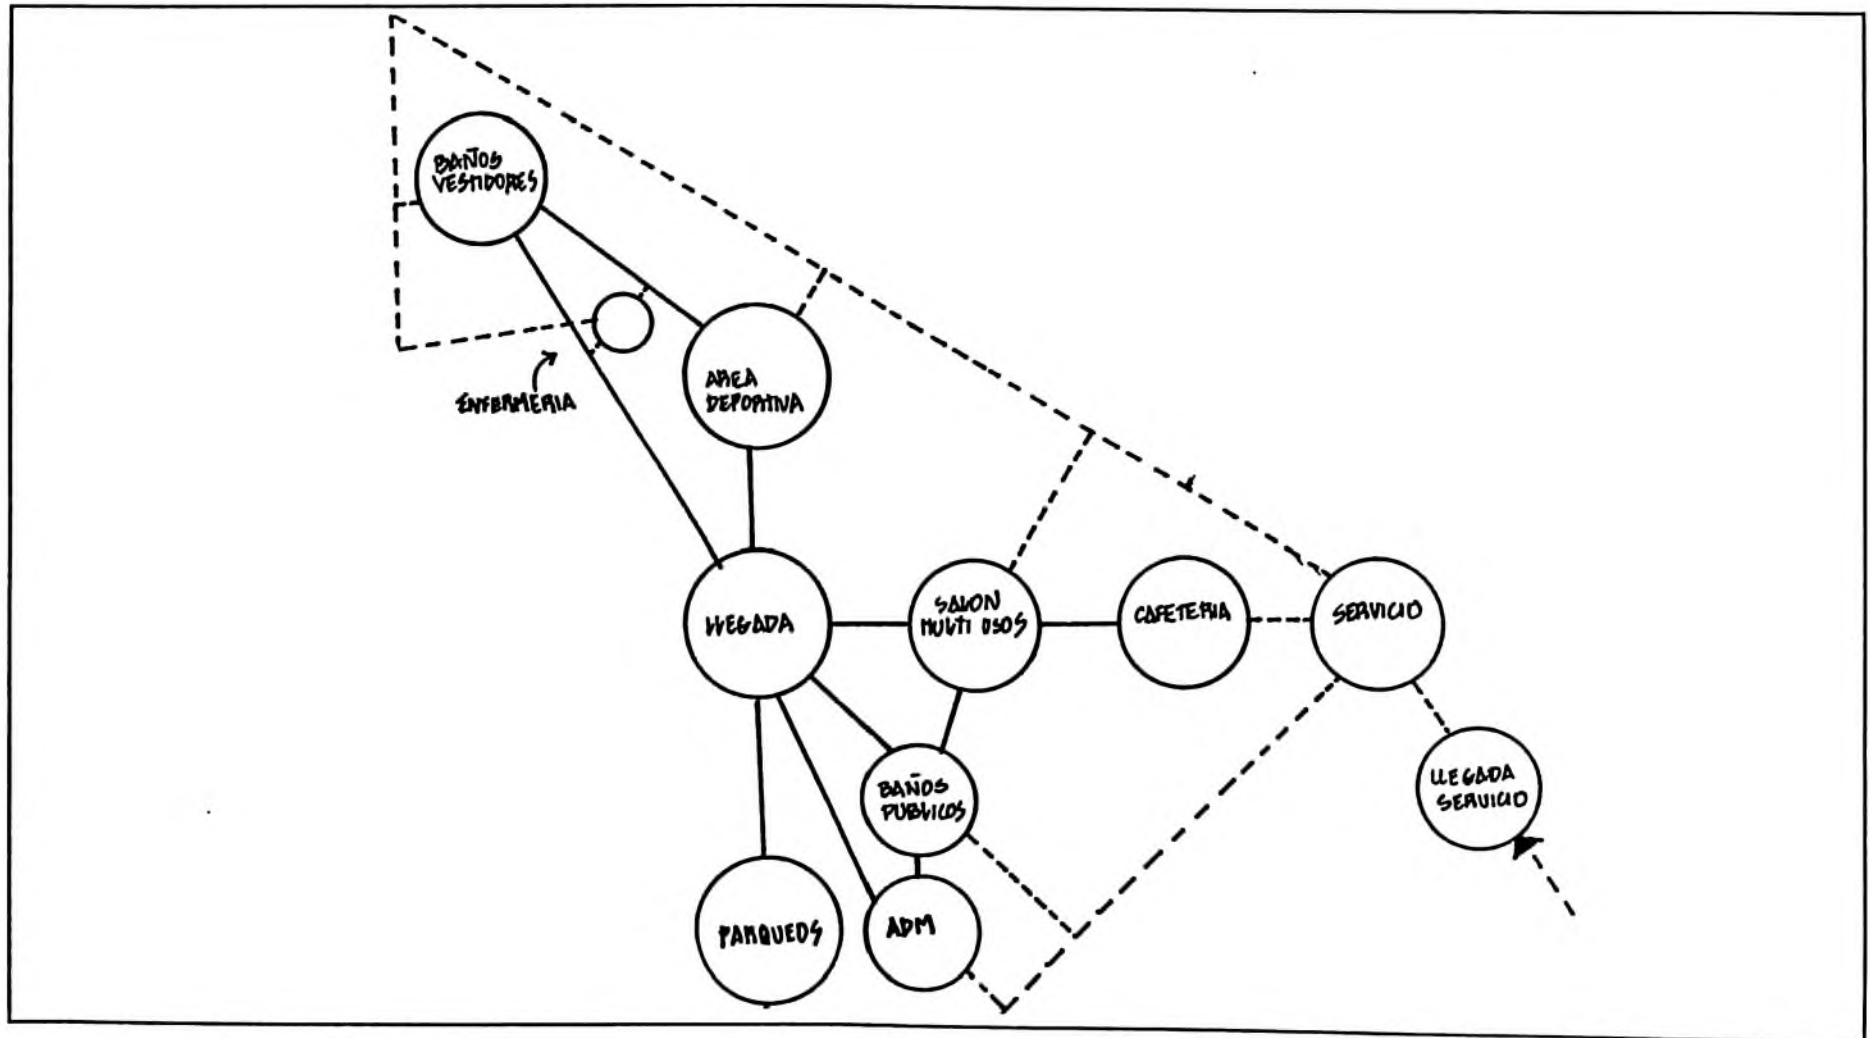 BAÑOS
VESTIDORES
ENFERMERIA
AREA
DEPORTIVA
LLEGADA
SALON
MULTI USOS
CAFETERIA
SERVICIO
LLEGADA
SERVICIO
BAÑOS
PUBLICOS
PARQUEOS
ADM